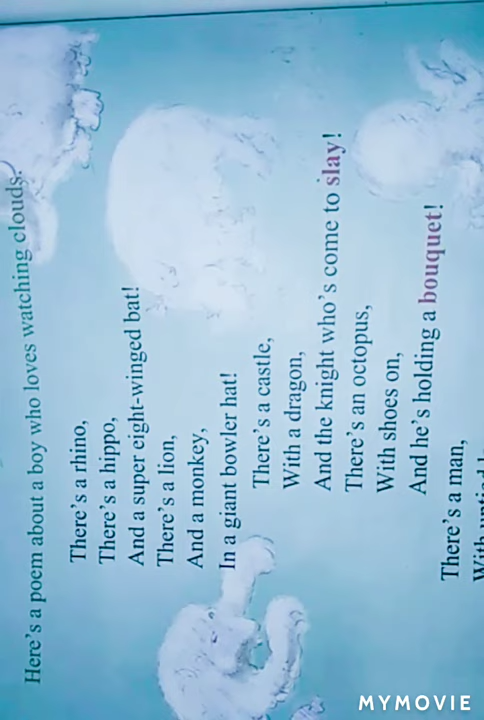 Here's a poem about a boy who loves watching clouds.
There's a rhino,
There's a hippo,
And a super eight-winged bat!
There's a lion,
And a monkey,
In a giant bowler hat!
There's a castle,
With a dragon,
And the knight who's come to slay!
There's an octopus,
With shoes on,
And he's holding a bouquet!
There's a man,
With
MYMOVIE